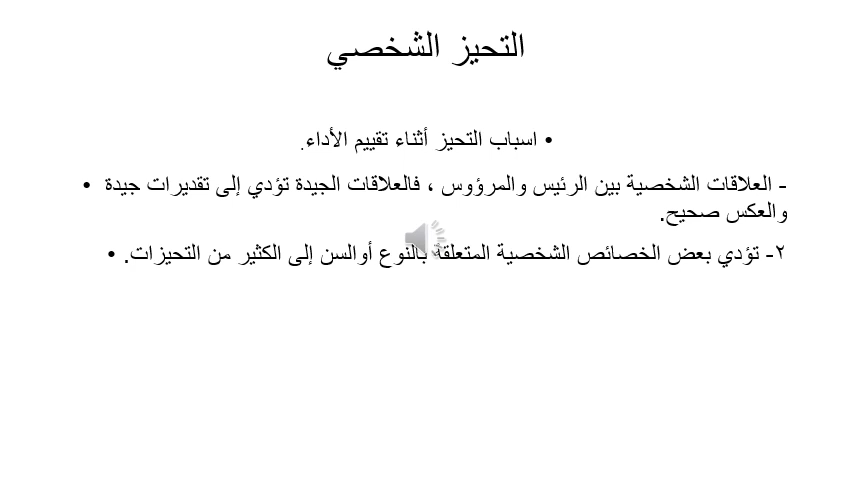 التحيز الشخصي
• اسباب التحيز أثناء تقييم الأداء.
- العلاقات الشخصية بين الرئيس والمرؤوس ، فالعلاقات الجيدة تؤدي إلى تقديرات جيدة •
والعكس صحيح.
٢- تؤدي بعض الخصائص الشخصية المتعلقة بالنوع أوالسن إلى الكثير من التحيزات. •